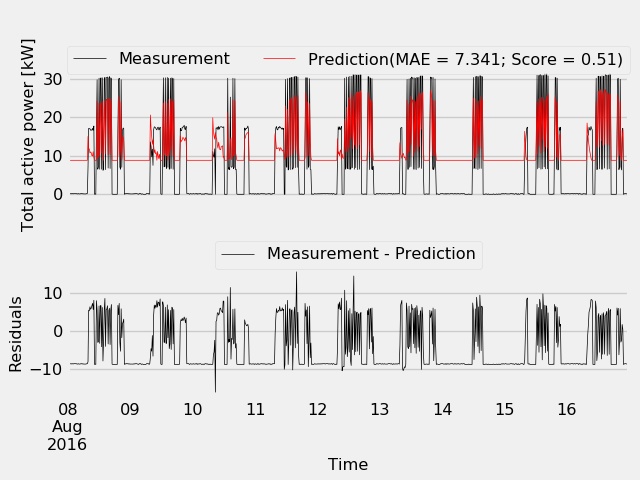 Measurement
Prediction(MAE = 7.341; Score = 0.51)
Total active power [kW]
30
20
10
0
Measurement - Prediction
Residuals
10
0
−10
08 09 10 11 12 13 14 15 16
Aug
2016
Time